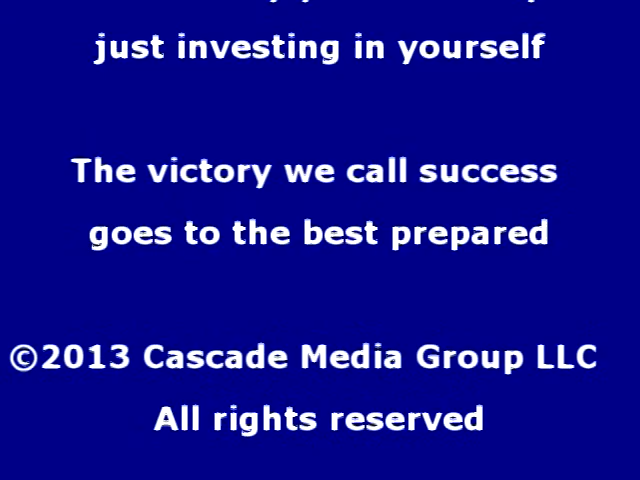 just investing in yourself
The victory we call success
goes to the best prepared
©2013 Cascade Media Group LLC
All rights reserved